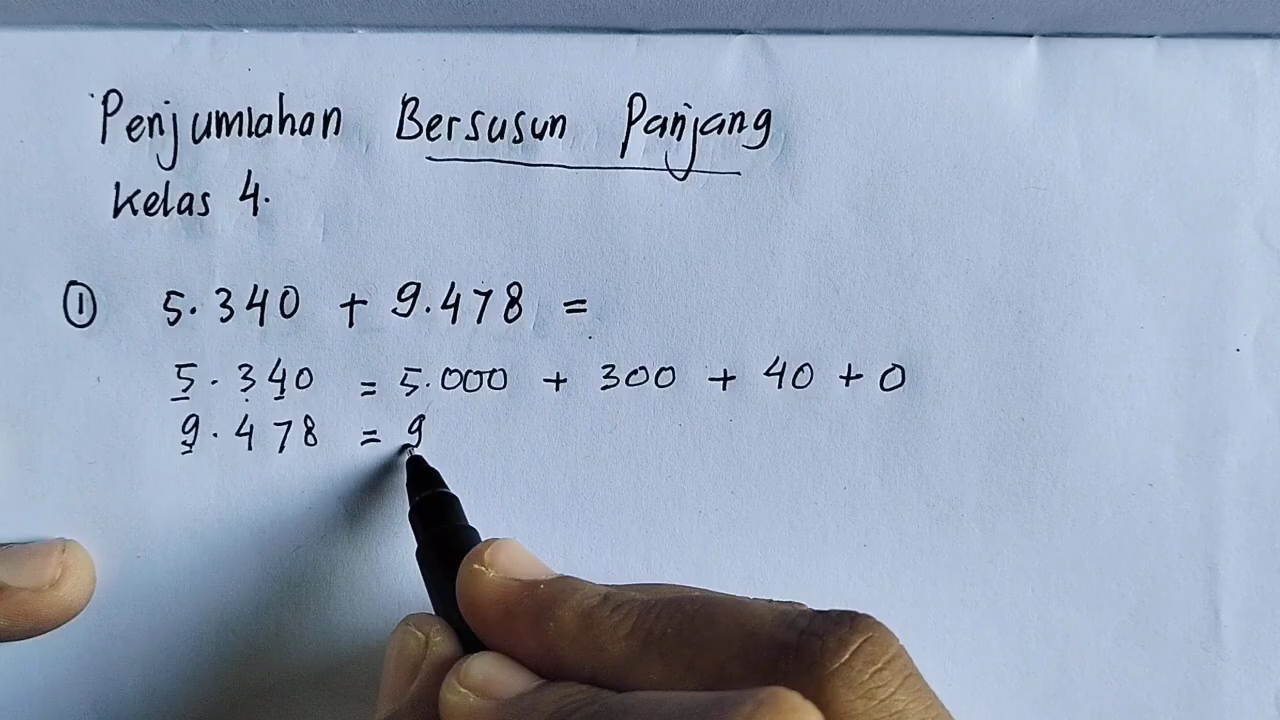 Penjumlahan Bersusun Panjang
Kelas 4.
① 5.340 + 9.478 =
5.340 = 5.000 + 300 + 40 + 0
9.478 = 9